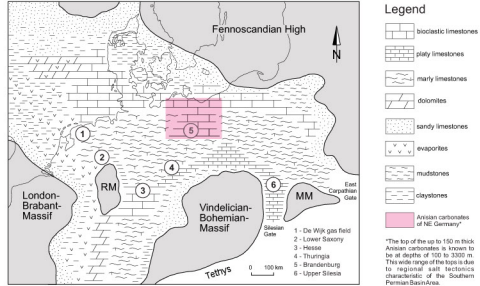 Fennoscandian High
N
1
2
3
4
5
6
RM
MM
London-
Brabant-
Massif
Vindelician-
Bohemian-
Massif
Silesian
Gate
East
Carpathian
Gate
Tethys
0 100 km
1 - De Wijk gas field
2 - Lower Saxony
3 - Hesse
4 - Thuringia
5 - Brandenburg
6 - Upper Silesia
Legend
bioclastic limestones
platy limestones
marly limestones
dolomites
sandy limestones
evaporites
mudstones
claystones
Anisian carbonates
of NE Germany*
*The top of the up to 150 m thick
Anisian carbonates is known to
be at depths of 100 to 3300 m.
This wide range of the tops is due
to regional salt tectonics
characteristic of the Southern
Permian Basin Area.